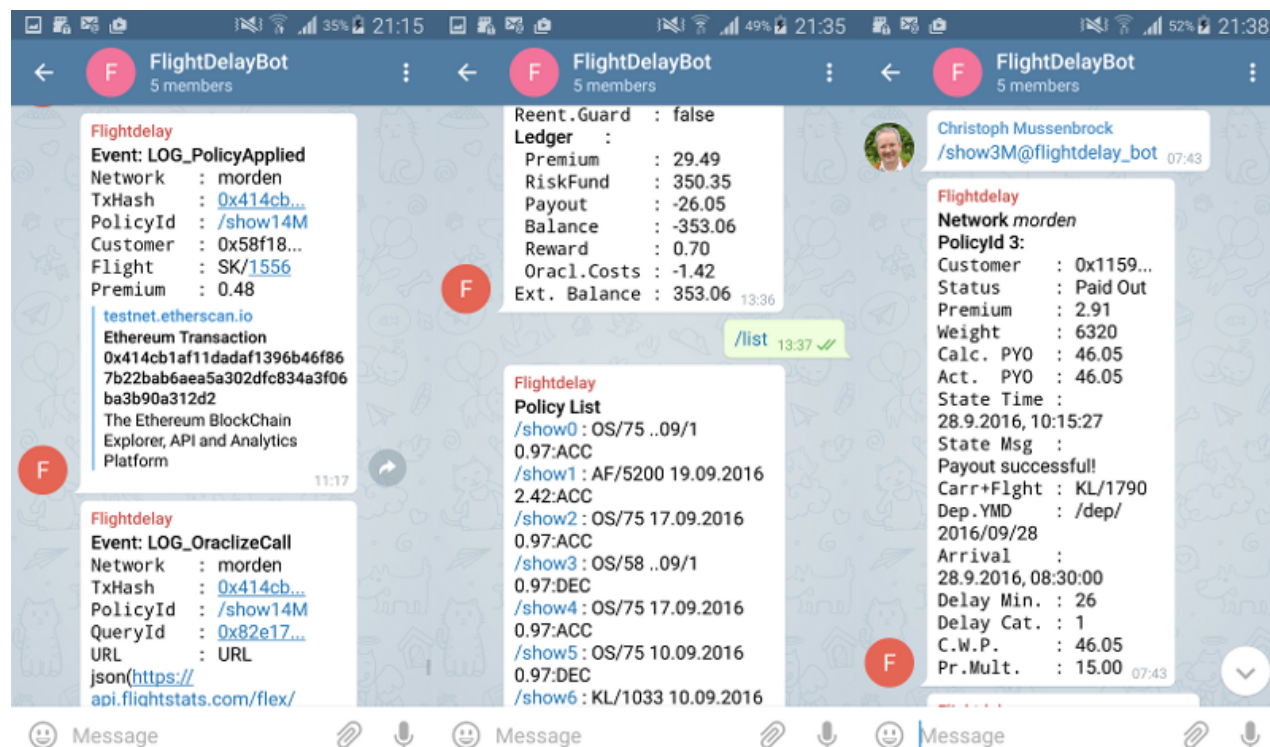 35% 21:15
F
FlightDelayBot
5 members
Flightdelay
Event: LOG_PolicyApplied
Network : morden
TxHash : 0x414cb...
PolicyId : /show14M
Customer : 0x58f18...
Flight : SK/1556
Premium : 0.48
testnet.etherscan.io
Ethereum Transaction
0x414cb1af11dadaf1396b46f86
7b22bab6aea5a302dfc834a3f06
ba3b90a312d2
The Ethereum BlockChain
Explorer, API and Analytics
Platform
F
11:17
Flightdelay
Event: LOG_OraclizeCall
Network : morden
TxHash : 0x414cb...
PolicyId : /show14M
QueryId : 0x82e17...
URL : URL
json(https://
api.flightstats.com/flex/
Message
49% 21:35
F
FlightDelayBot
5 members
Reent.Guard : false
Ledger :
Premium : 29.49
RiskFund : 350.35
Payout : -26.05
Balance : -353.06
Reward : 0.70
Oracl.Costs : -1.42
Ext. Balance : 353.06 13:36
F
/list 13:37
Flightdelay
Policy List
/show0 : OS/75 ..09/1
0.97:ACC
/show1 : AF/5200 19.09.2016
2.42:ACC
/show2 : OS/75 17.09.2016
0.97:ACC
/show3 : OS/58 ..09/1
0.97:DEC
/show4 : OS/75 17.09.2016
0.97:ACC
/show5 : OS/75 10.09.2016
0.97:DEC
/show6 : KL/1033 10.09.2016
Message
52% 21:38
F
FlightDelayBot
5 members
Christoph Mussenbrock
/show3M@flightdelay_bot 07:43
Flightdelay
Network morden
PolicyId 3:
Customer : 0x1159...
Status : Paid Out
Premium : 2.91
Weight : 6320
Calc. PYO : 46.05
Act. PYO : 46.05
State Time :
28.9.2016, 10:15:27
State Msg :
Payout successful!
Carr+Flght : KL/1790
Dep.YMD : /dep/
2016/09/28
Arrival :
28.9.2016, 08:30:00
Delay Min. : 26
Delay Cat. : 1
C.W.P. : 46.05
Pr.Mult. : 15.00 07:43
F
Message